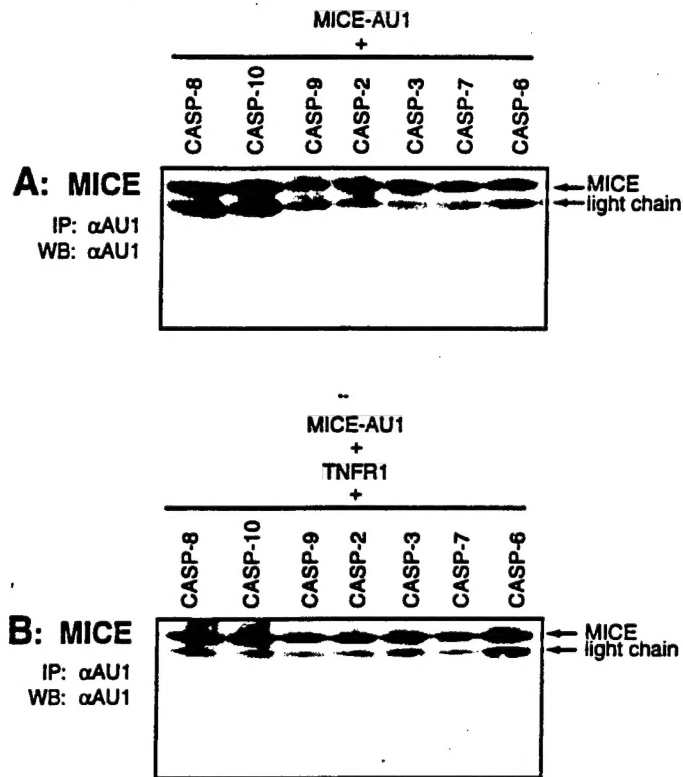 MICE-AU1
+
CASP-8 CASP-10 CASP-9 CASP-2 CASP-3 CASP-7 CASP-6
A: MICE
IP: αAU1
WB: αAU1
MICE
light chain
MICE-AU1
+
TNFR1
+
CASP-8 CASP-10 CASP-9 CASP-2 CASP-3 CASP-7 CASP-6
B: MICE
IP: αAU1
WB: αAU1
MICE
light chain